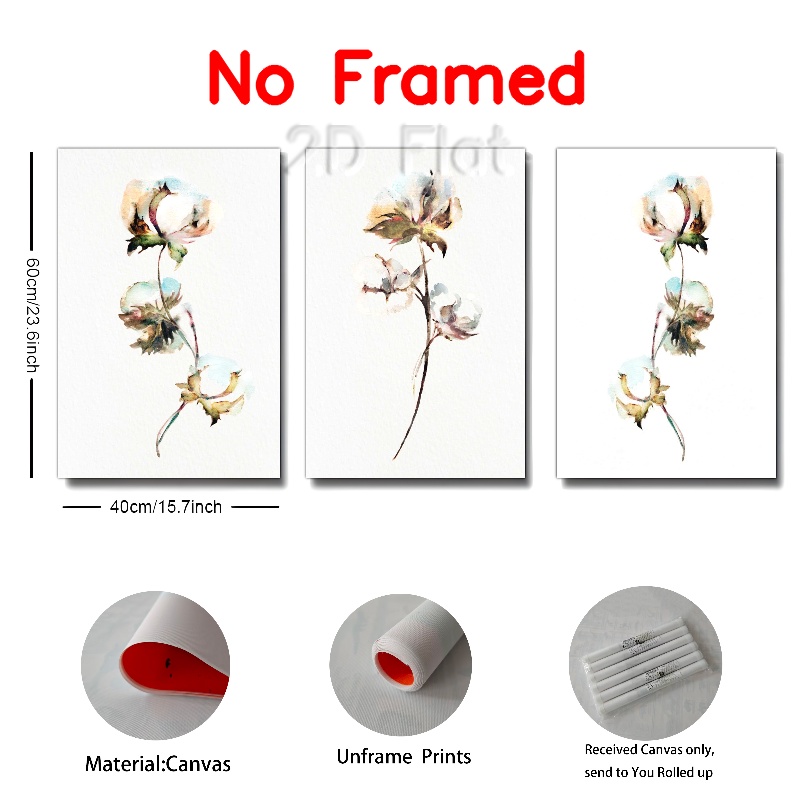 No Framed
2D Flat
60cm/23.6inch
40cm/15.7inch
Material:Canvas
Unframe Prints
Received Canvas only,
send to You Rolled up